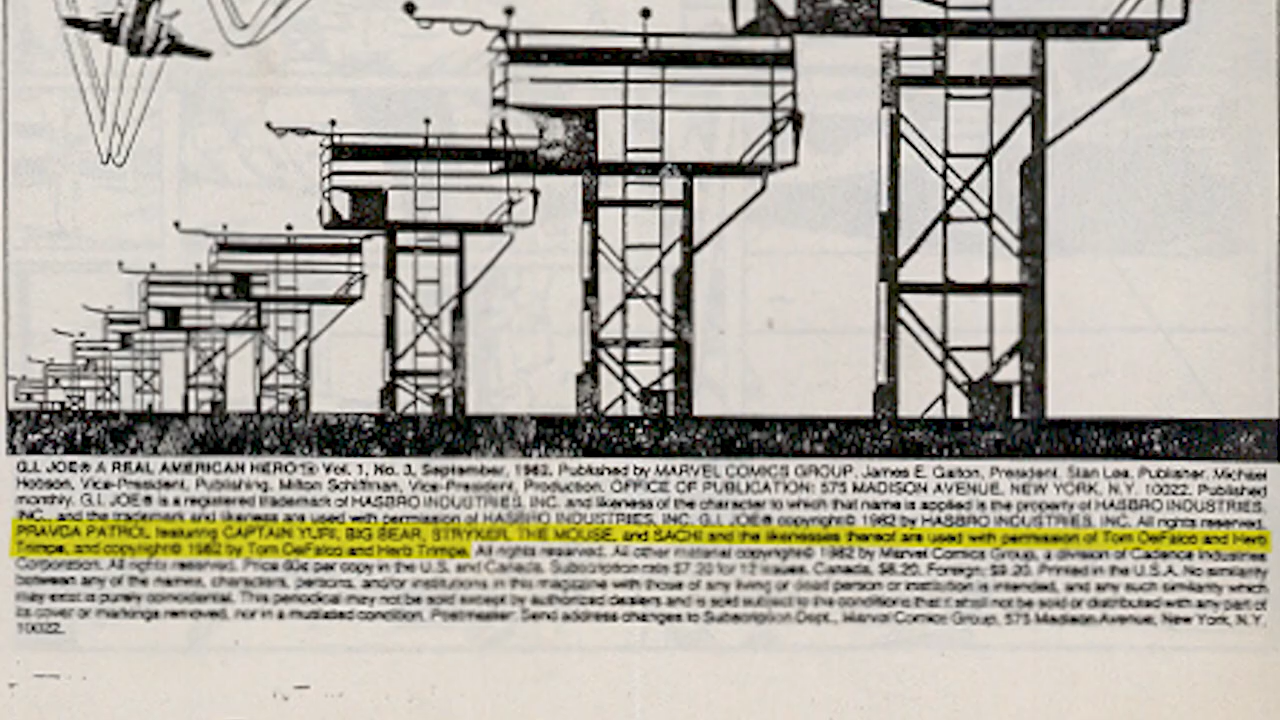 G.I. JOE® A REAL AMERICAN HERO™ Vol. 1, No. 3, September, 1982. Published by MARVEL COMICS GROUP, James E. Galton, President. Stan Lee, Publisher. Michael
Hobson, Vice-President, Publishing. Milton Schiffman, Vice-President, Production. OFFICE OF PUBLICATION: 575 MADISON AVENUE, NEW YORK, N.Y. 10022. Published
monthly. G.I. JOE® is a registered trademark of HASBRO INDUSTRIES, INC. and likeness of the character to which that name is applied is the property of HASBRO INDUSTRIES,
INC., and the trademark and likeness are used with permission of HASBRO INDUSTRIES, INC. G.I. JOE® copyright© 1982 by HASBRO INDUSTRIES, INC. All rights reserved.
PRAVDA PATROL featuring CAPTAIN YURI, BIG BEAR, STRYKER, THE MOUSE, and SACHI and the likenesses thereof are used with permission of Tom DeFalco and Herb
Trimpe, and copyright© 1982 by Tom DeFalco and Herb Trimpe. All rights reserved. All other material copyright© 1982 by Marvel Comics Group, a division of Cadence Industries
Corporation. All rights reserved. Price 60¢ per copy in the U.S. and Canada. Subscription rate $7.20 for 12 issues. Canada, $8.20. Foreign, $9.20. Printed in the U.S.A. No similarity
between any of the names, characters, persons, and/or institutions in this magazine with those of any living or dead person or institution is intended, and any such similarity which
may exist is purely coincidental. This periodical may not be sold except by authorized dealers and is sold subject to the conditions that it shall not be sold or distributed with any part of
its cover or markings removed, nor in a mutilated condition. Postmaster: Send address changes to Subscription Dept., Marvel Comics Group, 575 Madison Avenue, New York, N.Y.
10022.